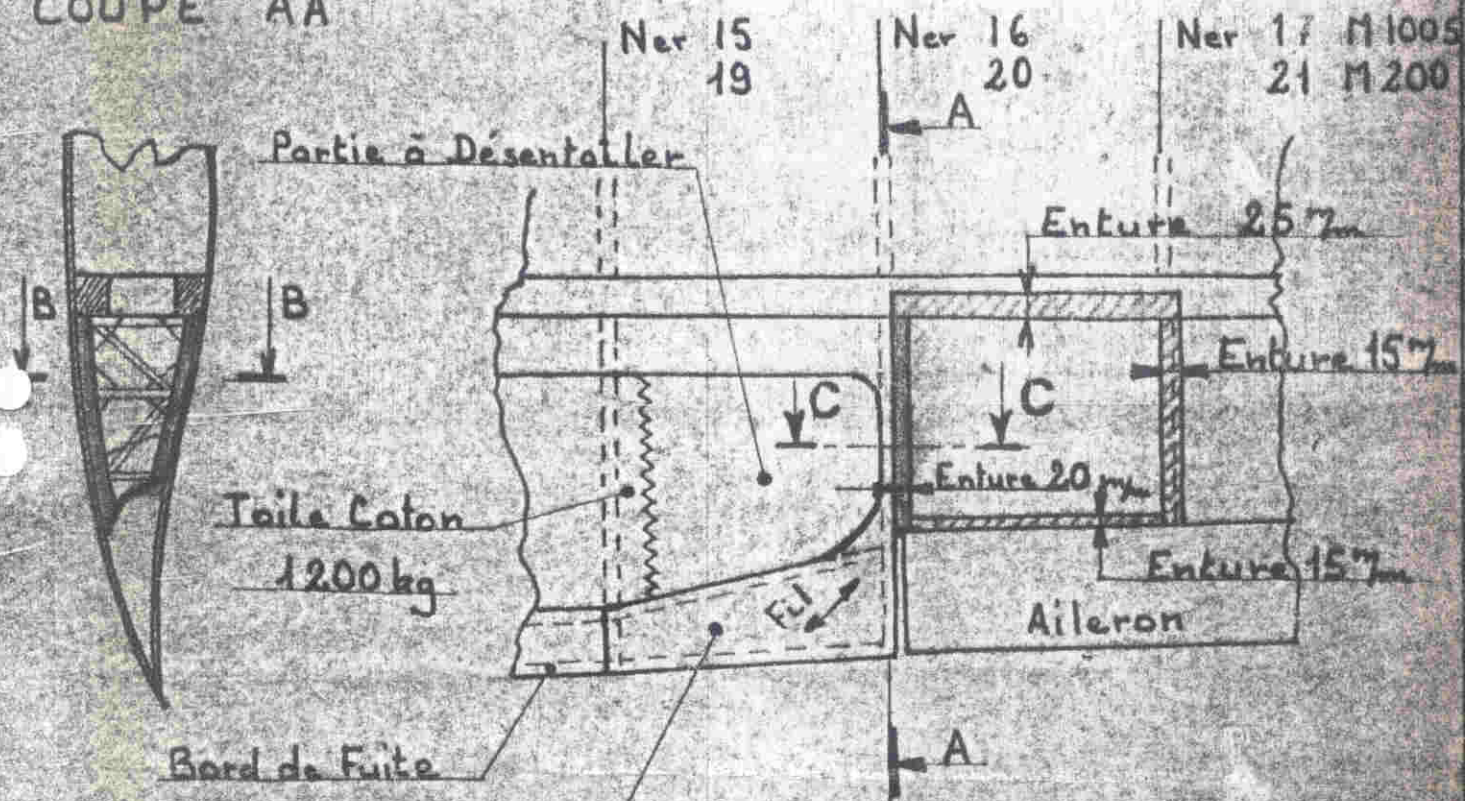 COUPE AA
Ner 15
19
Ner 16
20
Ner 17 M1005
21 M200
A
Partie à Désentoiler
Enture 25 m/m
B
B
Enture 15 m/m
C
C
Enture 20 m/m
Toile Coton
1200 kg
Enture 15 m/m
Fil
Aileron
A
Bord de Fuite